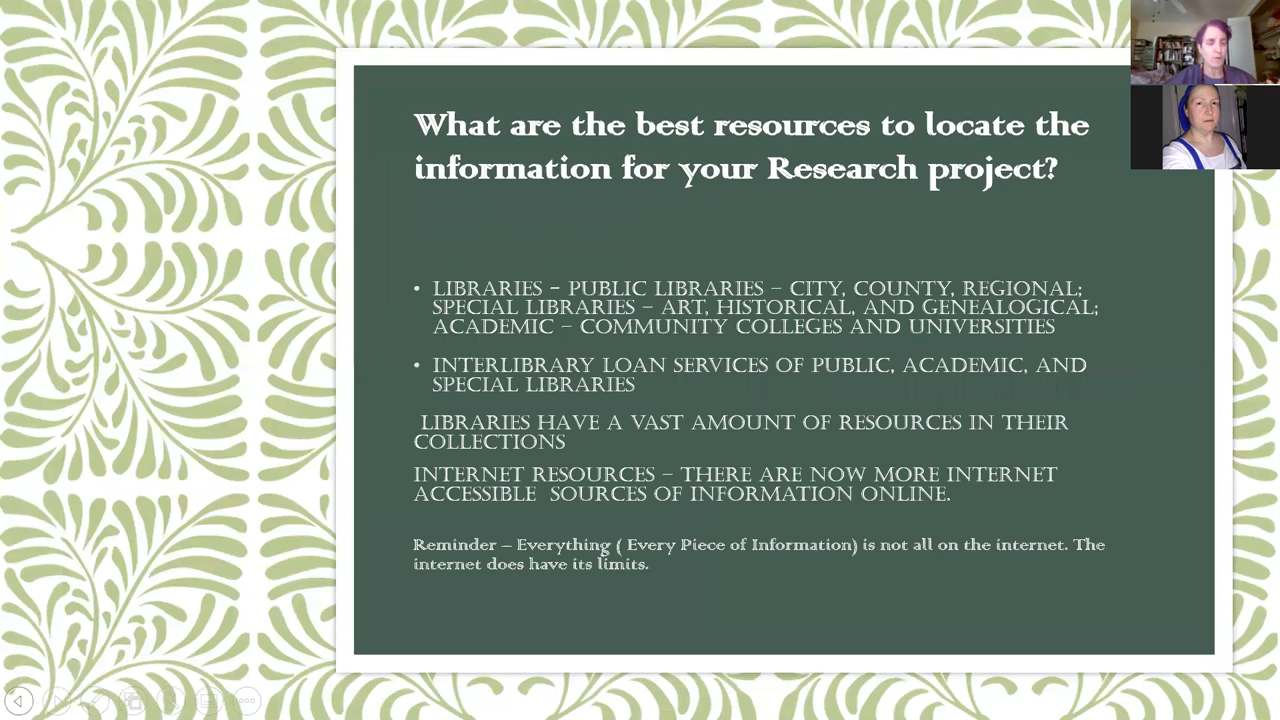 What are the best resources to locate the
information for your Research project?
• LIBRARIES – PUBLIC LIBRARIES – CITY, COUNTY, REGIONAL;
SPECIAL LIBRARIES – ART, HISTORICAL, AND GENEALOGICAL;
ACADEMIC – COMMUNITY COLLEGES AND UNIVERSITIES
• INTERLIBRARY LOAN SERVICES OF PUBLIC, ACADEMIC, AND
SPECIAL LIBRARIES
LIBRARIES HAVE A VAST AMOUNT OF RESOURCES IN THEIR
COLLECTIONS
INTERNET RESOURCES – THERE ARE NOW MORE INTERNET
ACCESSIBLE SOURCES OF INFORMATION ONLINE.
Reminder – Everything ( Every Piece of Information) is not all on the internet. The
internet does have its limits.